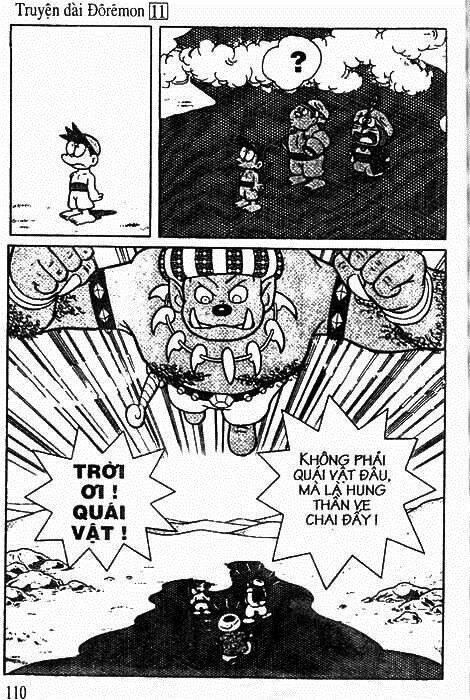 Truyện dài Đôrêmon 11
?
TRỜI
ƠI !
QUÁI
VẬT !
KHÔNG PHẢI
QUÁI VẬT ĐÂU,
MÀ LÀ HUNG
THẦN VE
CHAI ĐẤY !
110